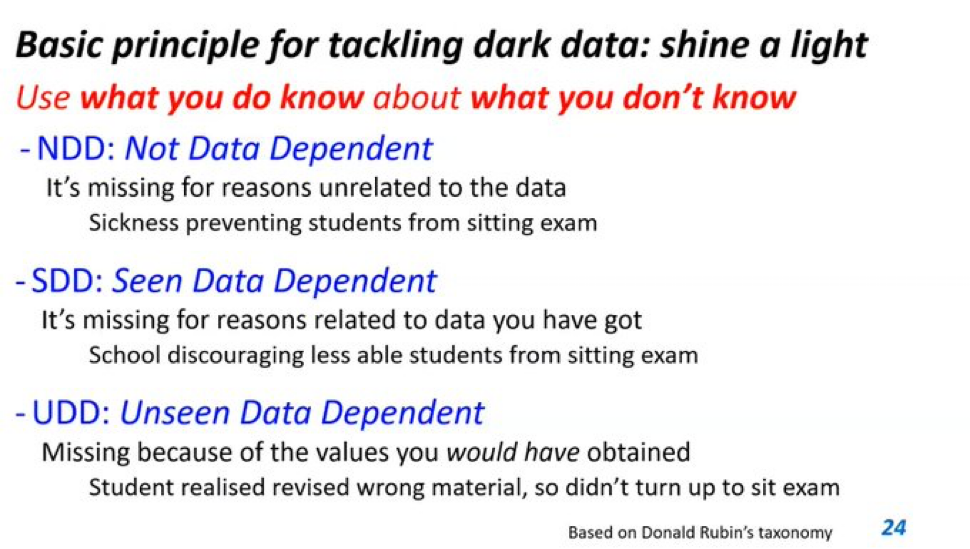 Basic principle for tackling dark data: shine a light
Use what you do know about what you don't know
- NDD: Not Data Dependent
It's missing for reasons unrelated to the data
Sickness preventing students from sitting exam
- SDD: Seen Data Dependent
It's missing for reasons related to data you have got
School discouraging less able students from sitting exam
- UDD: Unseen Data Dependent
Missing because of the values you would have obtained
Student realised revised wrong material, so didn't turn up to sit exam
Based on Donald Rubin's taxonomy
24